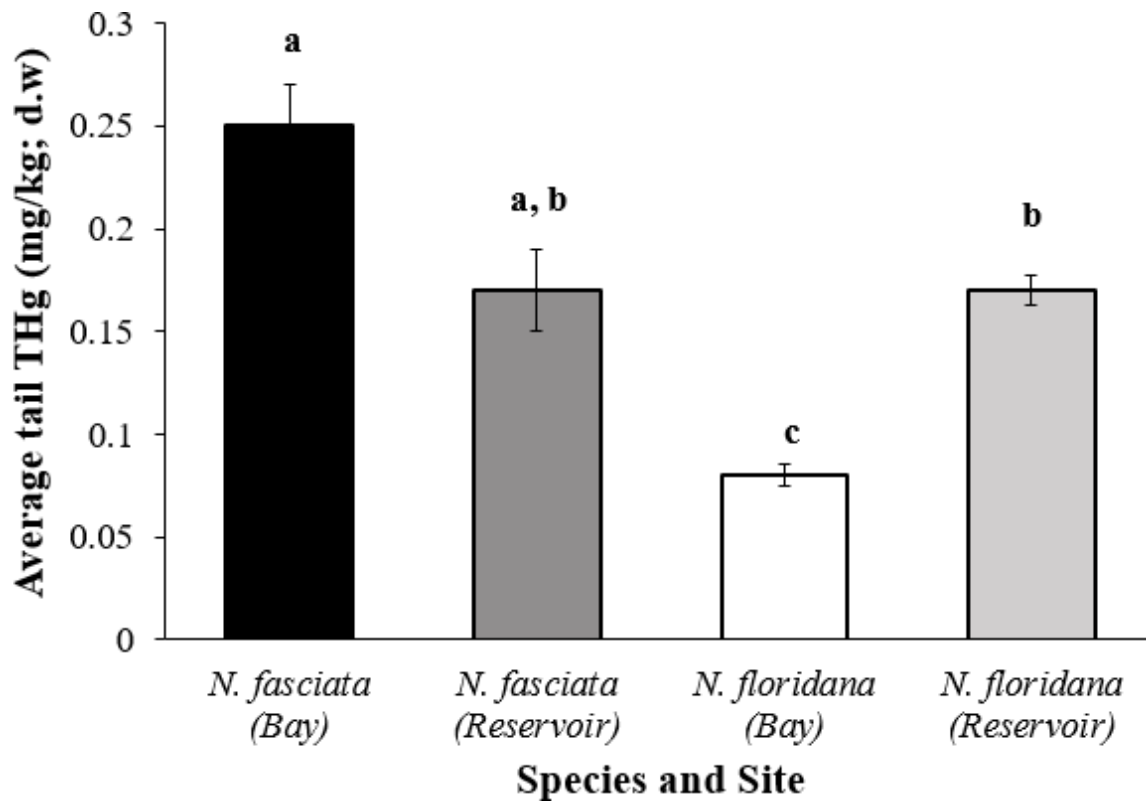 Average tail THg (mg/kg; d.w)
0.3
0.25
0.2
0.15
0.1
0.05
0
a
a, b
c
b
N. fasciata
(Bay)
N. fasciata
(Reservoir)
N. floridana
(Bay)
N. floridana
(Reservoir)
Species and Site